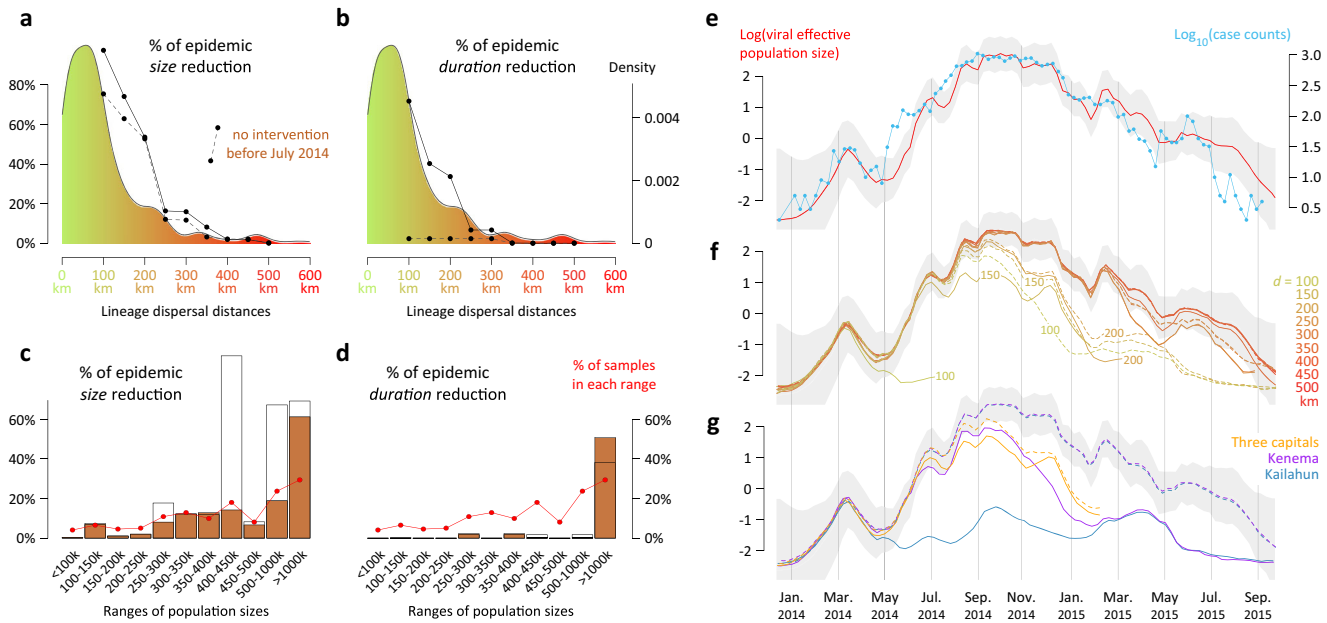 a
% of epidemic
size reduction
80%
60%
40%
20%
0%
no intervention
before July 2014
0 km
100 km
200 km
300 km
400 km
500 km
600 km
Lineage dispersal distances
b
% of epidemic
duration reduction
Density
0.004
0.002
0
0 km
100 km
200 km
300 km
400 km
500 km
600 km
Lineage dispersal distances
c
% of epidemic
size reduction
60%
40%
20%
0%
<100k
100-150k
150-200k
200-250k
250-300k
300-350k
350-400k
400-450k
450-500k
500-1000k
>1000k
Ranges of population sizes
d
% of epidemic
duration reduction
% of samples
in each range
60%
40%
20%
0%
<100k
100-150k
150-200k
200-250k
250-300k
300-350k
350-400k
400-450k
450-500k
500-1000k
>1000k
Ranges of population sizes
e
Log(viral effective
population size)
Log10(case counts)
2
1
0
-1
-2
3.0
2.5
2.0
1.5
1.0
0.5
f
2
1
0
-1
-2
150
150
100
200
200
100
d = 100
150
200
250
300
350
400
450
500
km
g
2
1
0
-1
-2
Three capitals
Kenema
Kailahun
Jan. 2014
Mar. 2014
May 2014
Jul. 2014
Sep. 2014
Nov. 2014
Jan. 2015
Mar. 2015
May 2015
Jul. 2015
Sep. 2015